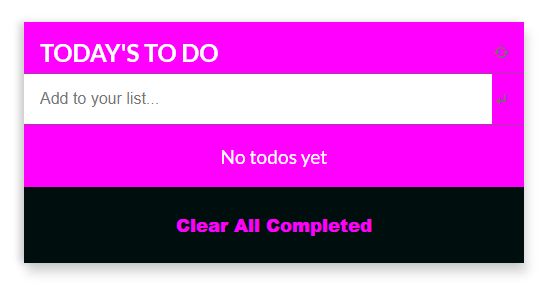 TODAY'S TO DO
Add to your list...
No todos yet
Clear All Completed